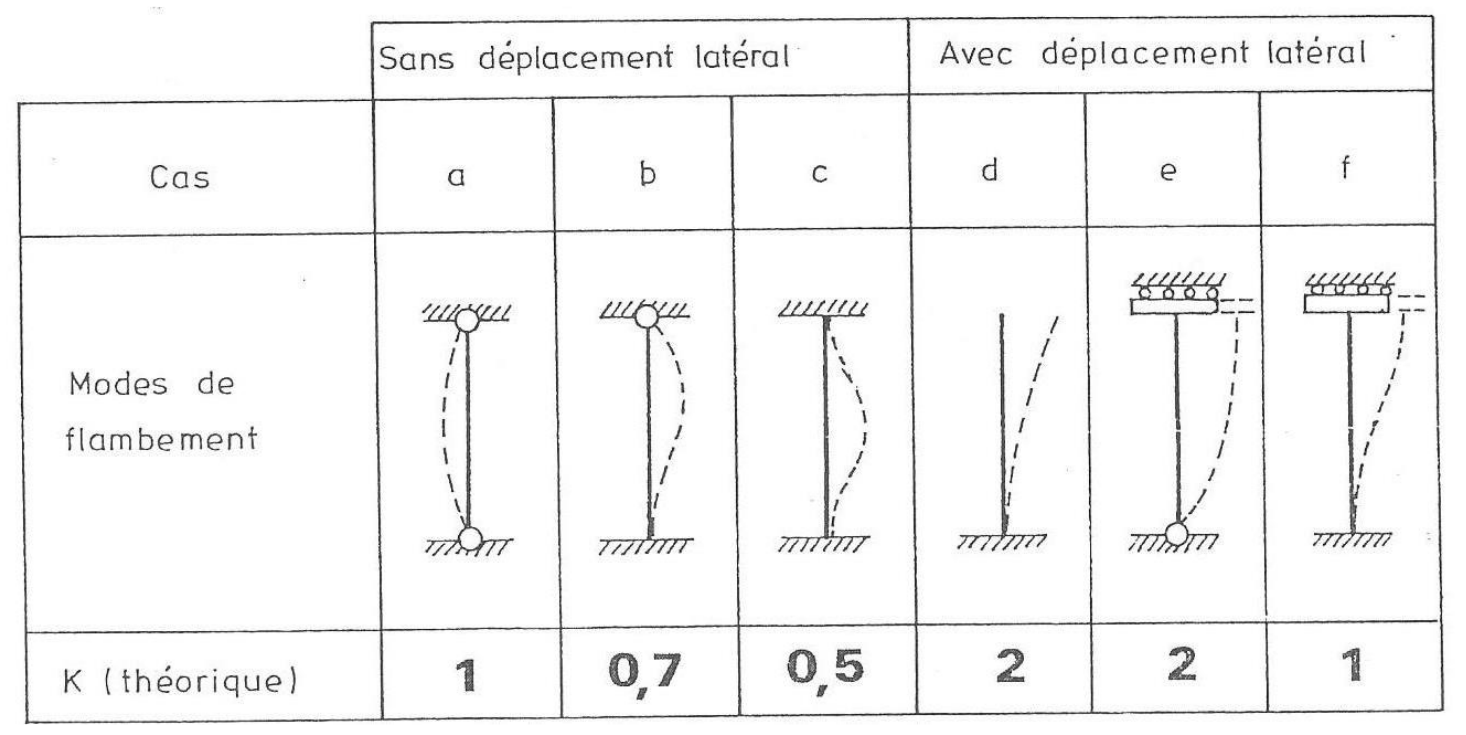 Sans déplacement latéral
Avec déplacement latéral
Cas
a
b
c
d
e
f
Modes de
flambement
K (théorique)
1
0,7
0,5
2
2
1